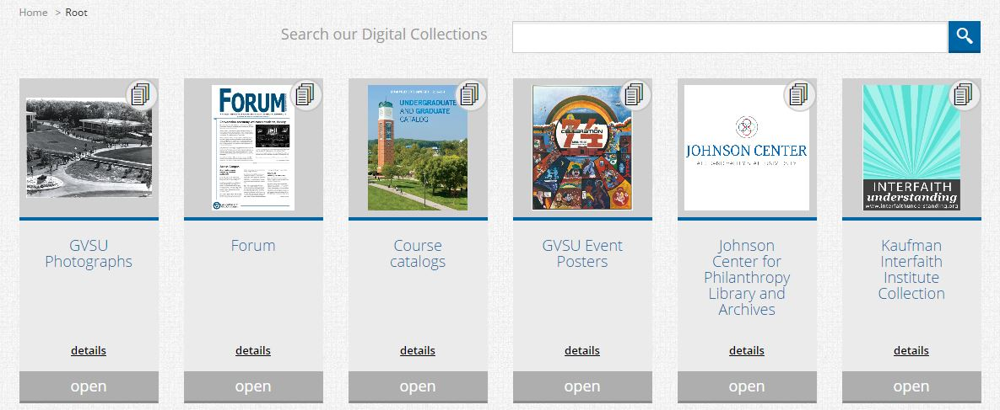 Home > Root
Search our Digital Collections
FORUM
UNDERGRADUATE
AND GRADUATE
CATALOG
CELEBRATION
74
JOHNSON CENTER
INTERFAITH
understanding
www.interfaithunderstanding.org
GVSU
Photographs
Forum
Course
catalogs
GVSU Event
Posters
Johnson
Center for
Philanthropy
Library and
Archives
Kaufman
Interfaith
Institute
Collection
details details details details details details
open open open open open open